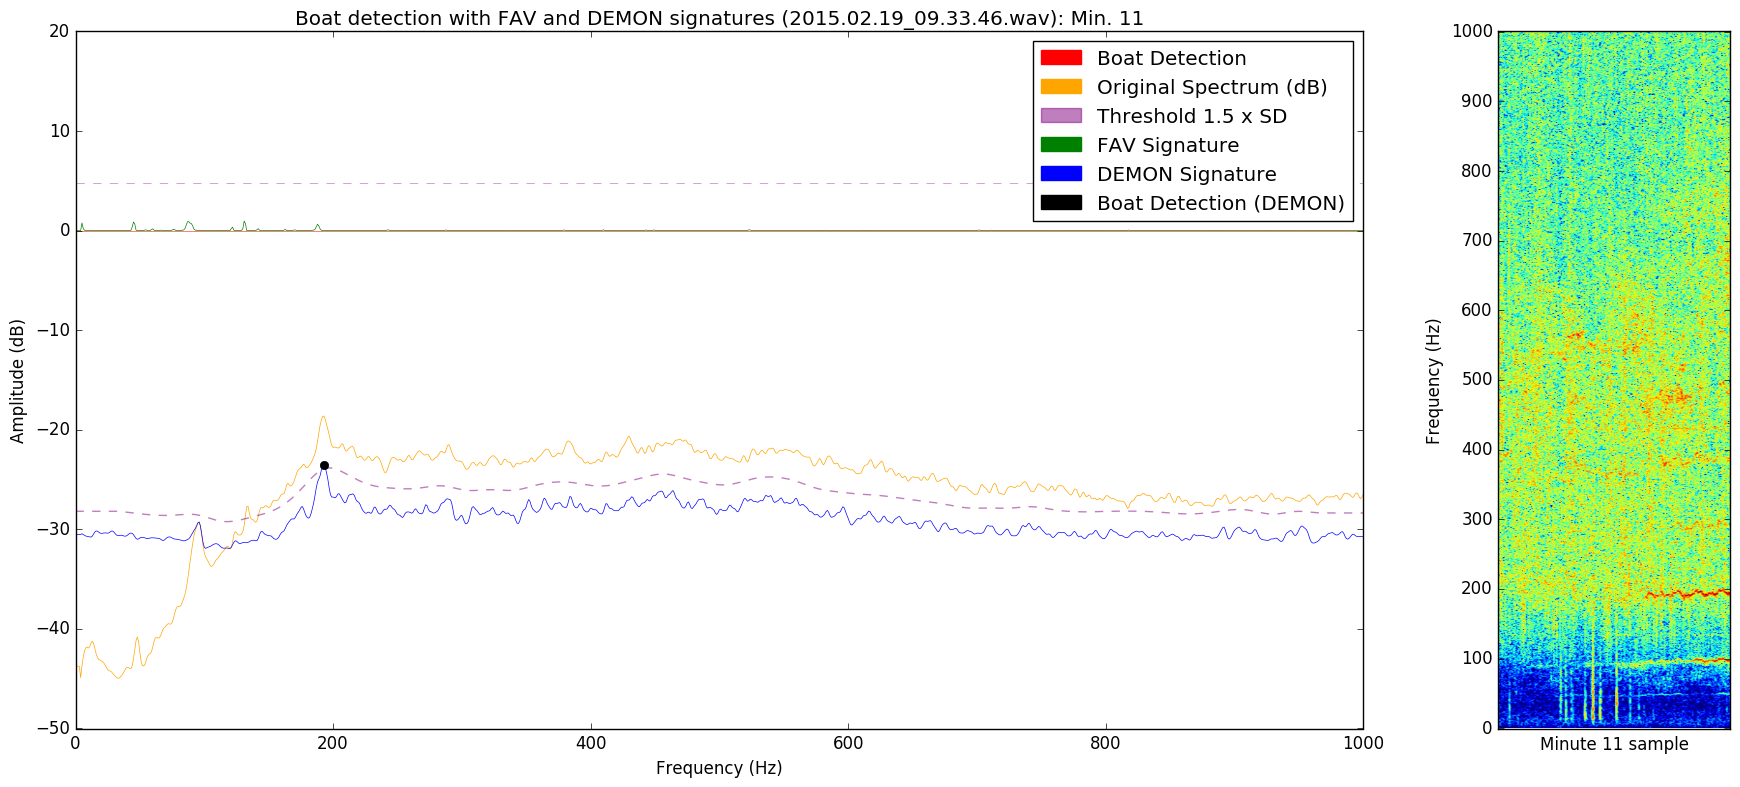 Boat detection with FAV and DEMON signatures (2015.02.19_09.33.46.wav): Min. 11
20
10
0
−10
−20
−30
−40
−50
Amplitude (dB)
Boat Detection
Original Spectrum (dB)
Threshold 1.5 x SD
FAV Signature
DEMON Signature
Boat Detection (DEMON)
0 200 400 600 800 1000
Frequency (Hz)
1000
900
800
700
600
500
400
300
200
100
0
Frequency (Hz)
Minute 11 sample